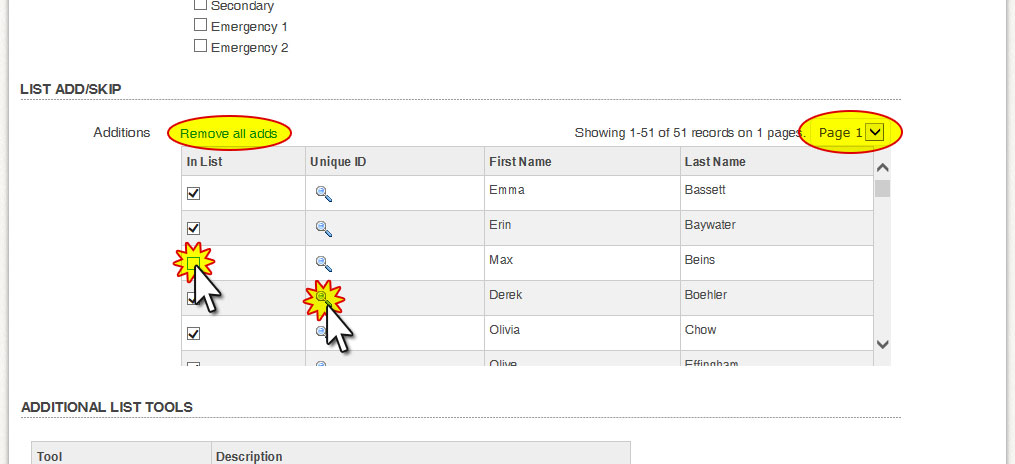 Secondary
Emergency 1
Emergency 2
LIST ADD/SKIP
Additions Remove all adds Showing 1-51 of 51 records on 1 pages. Page 1
In List Unique ID First Name Last Name
Emma Bassett
Erin Baywater
Max Beins
Derek Boehler
Olivia Chow
Olive Effingham
ADDITIONAL LIST TOOLS
Tool Description